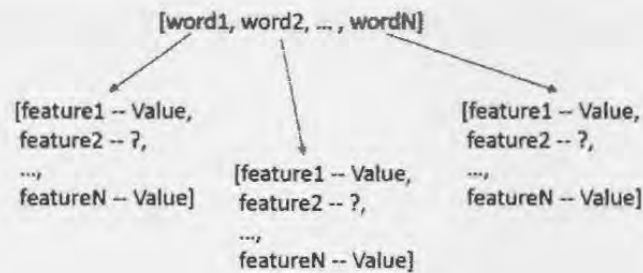 [word1, word2, ... , wordN]
[feature1 -- Value,
feature2 -- ?,
...,
featureN -- Value]
[feature1 -- Value,
feature2 -- ?,
...,
featureN -- Value]
[feature1 -- Value,
feature2 -- ?,
...,
featureN -- Value]